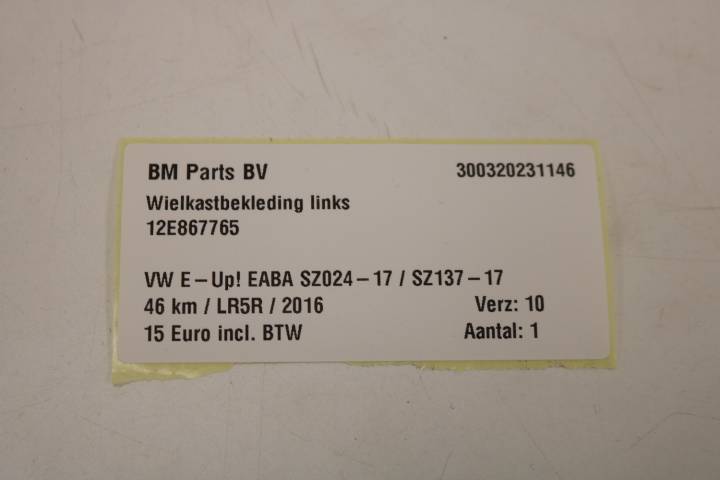 BM Parts BV 300320231146
Wielkastbekleding links
12E867765
VW E-Up! EABA SZ024-17 / SZ137-17
46 km / LR5R / 2016 Verz: 10
15 Euro incl. BTW Aantal: 1